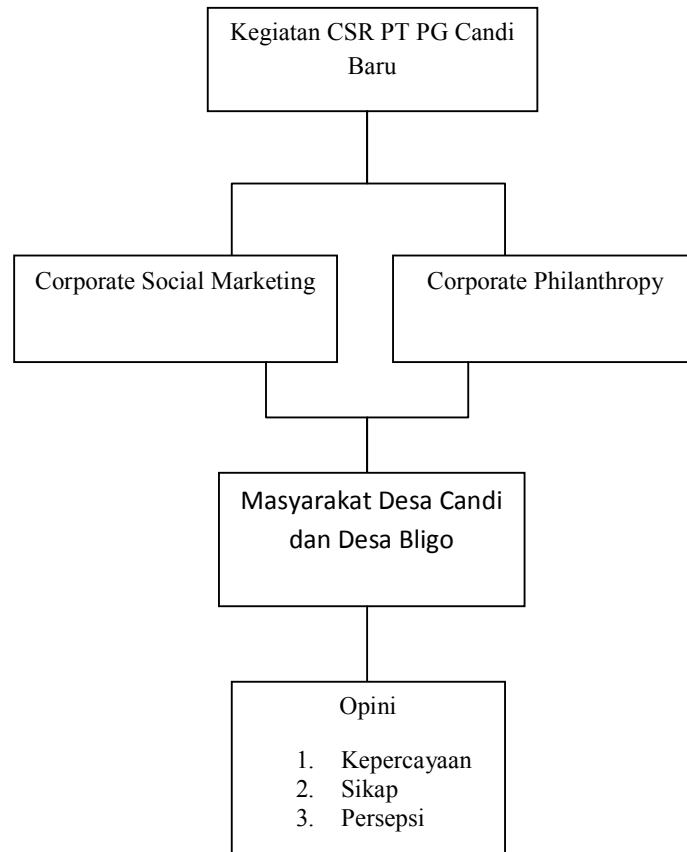 Kegiatan CSR PT PG Candi
Baru
Corporate Social Marketing
Corporate Philanthropy
Masyarakat Desa Candi
dan Desa Bligo
Opini
1. Kepercayaan
2. Sikap
3. Persepsi